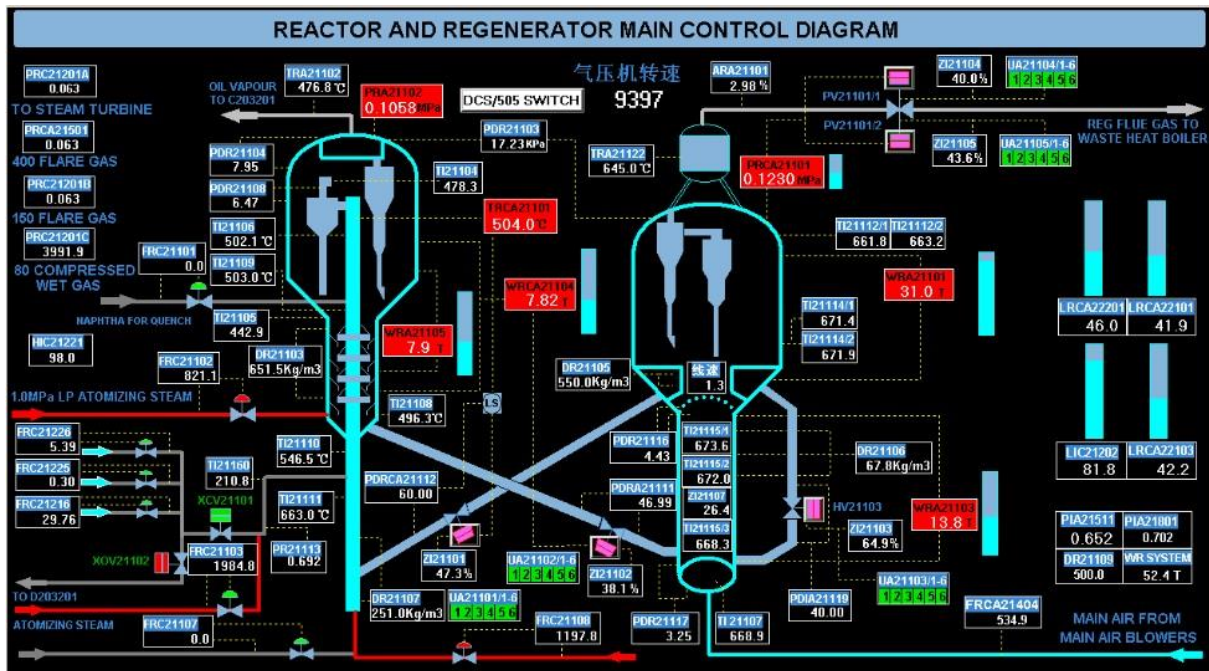 REACTOR AND REGENERATOR MAIN CONTROL DIAGRAM
PRC21201A
0.063
TO STEAM TURBINE
PRCA21501
0.063
400 FLARE GAS
PRC21201B
0.063
150 FLARE GAS
PRC21201C
3991.9
80 COMPRESSED
WET GAS
FRC21101
0.0
NAPHTHA FOR QUENCH
HIC21221
98.0
FRC21102
821.1
1.0MPa LP ATOMIZING STEAM
FRC21226
5.39
FRC21225
0.30
FRC21216
29.76
TI21160
210.8
XCV21101
XOV21102
FRC21103
1984.8
TO D203201
ATOMIZING STEAM
FRC21107
0.0
OIL VAPOUR
TO C203201
TRA21102
476.8℃
PRA21102
0.1058MPa
DCS/505 SWITCH
气压机转速
9397
PDR21104
7.95
PDR21108
6.47
TI21106
502.1℃
TI21109
503.0℃
TI21105
442.9
DR21103
651.5Kg/m3
TI21110
546.5℃
TI21111
663.0℃
PR21113
0.692
DR21107
251.0Kg/m3
TI21104
478.3
TRCA21101
504.0℃
WRCA21104
7.82 T
WRA21105
7.9 T
TI21108
496.3℃
LS
PDRCA21112
60.00
ZI21101
47.3%
UA21101/1-6
1 2 3 4 5 6
UA21102/1-6
1 2 3 4 5 6
FRC21108
1197.8
PDR21103
17.23KPa
TRA21122
645.0℃
ARA21101
2.98%
PRCA21101
0.1230MPa
PV21101/1
PV21101/2
ZI21104
40.0%
UA21104/1-6
1 2 3 4 5 6
ZI21105
43.6%
UA21105/1-6
1 2 3 4 5 6
REG FLUE GAS TO
WASTE HEAT BOILER
TI21112/1 TI21112/2
661.8 663.2
WRA21101
31.0 T
TI21114/1
671.4
TI21114/2
671.9
DR21105
550.0Kg/m3
线速
1.3
PDR21116
4.43
PDRA21111
46.99
ZI21102
38.1%
TI21115/1
673.6
TI21115/2
672.0
ZI21107
26.4
TI21115/3
668.3
DR21106
67.8Kg/m3
HV21103
ZI21103
64.9%
WRA21103
13.8 T
UA21103/1-6
1 2 3 4 5 6
PDIA21119
40.00
PDR21117
3.25
TI21107
668.9
FRCA21404
534.9
MAIN AIR FROM
MAIN AIR BLOWERS
LRCA22201 LRCA22101
46.0 41.9
LIC21202 LRCA22103
81.8 42.2
PIA21511 PIA21801
0.652 0.702
DR21109 WR SYSTEM
500.0 52.4 T